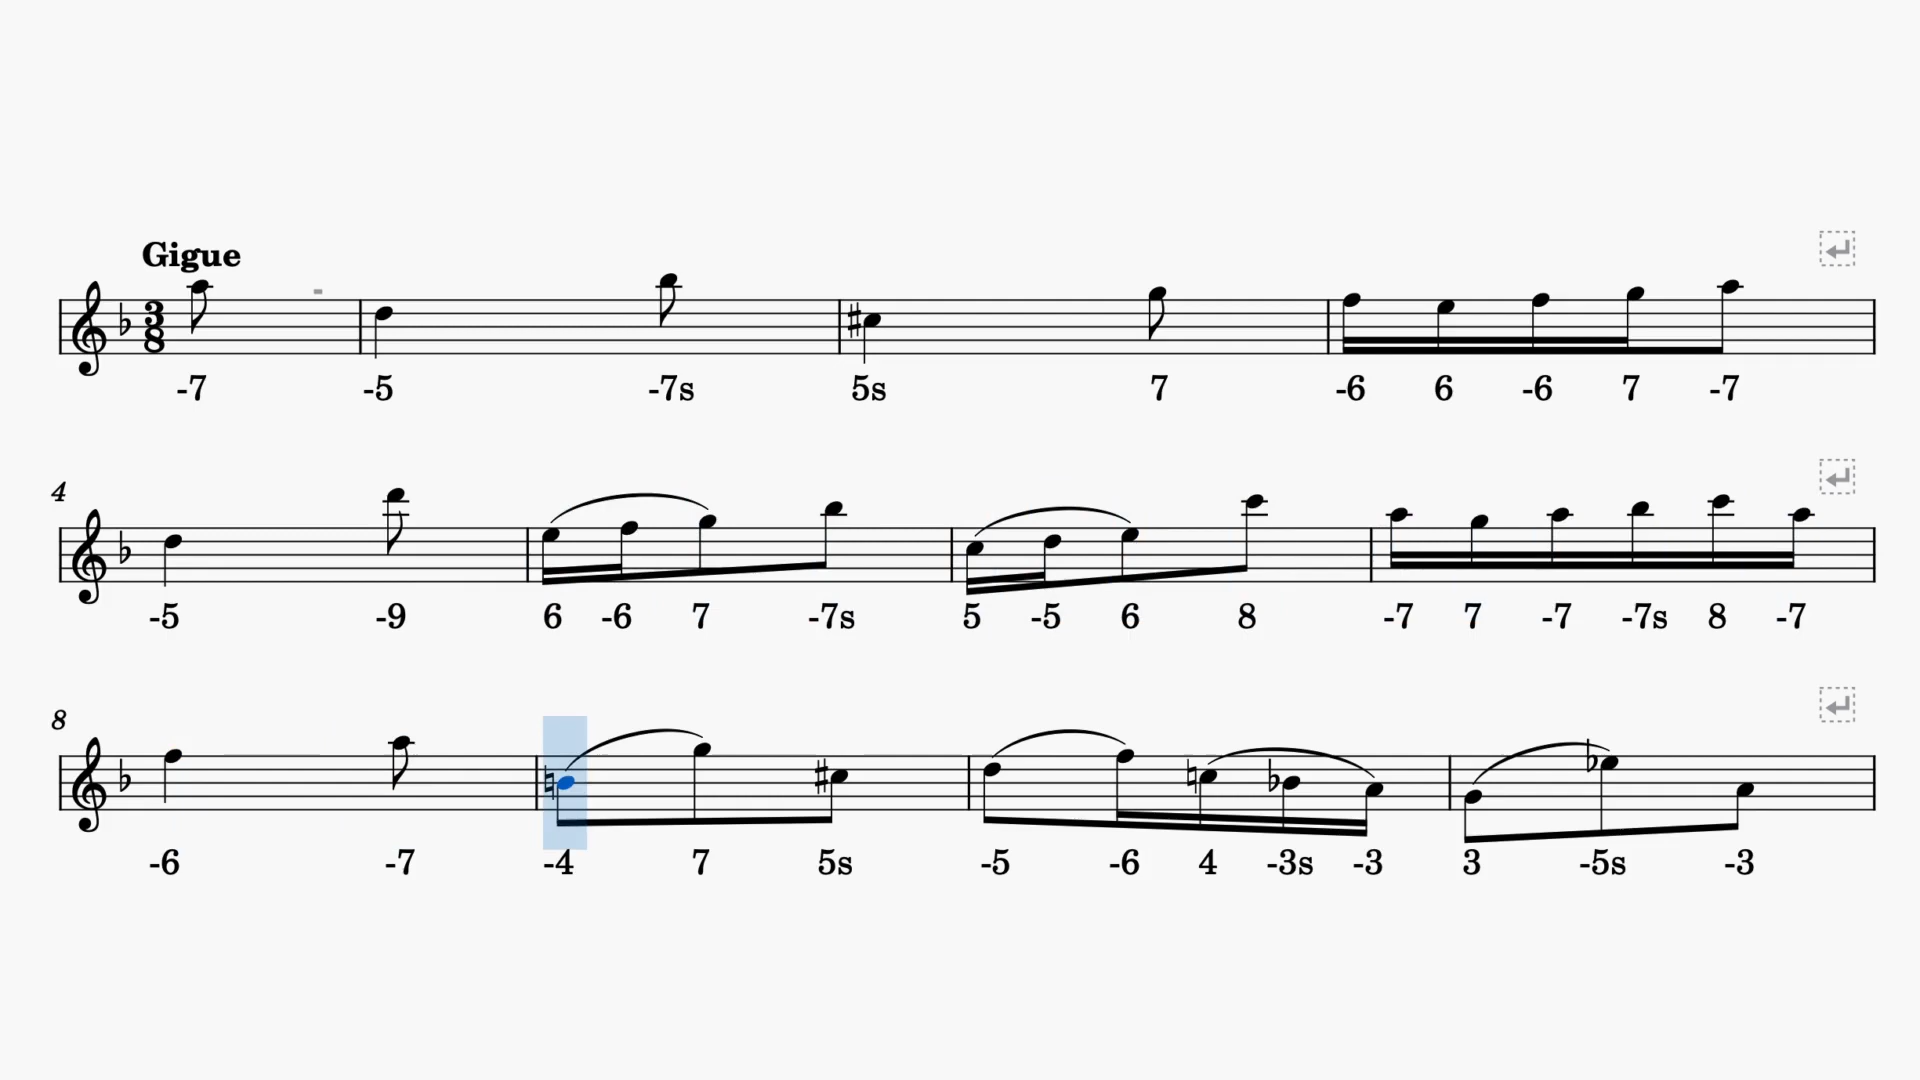 Gigue
3
8
-7 -5 -7s 5s 7 -6 6 -6 7 -7
4
-5 -9 6 -6 7 -7s 5 -5 6 8 -7 7 -7 -7s 8 -7
8
-6 -7 -4 7 5s -5 -6 4 -3s -3 3 -5s -3